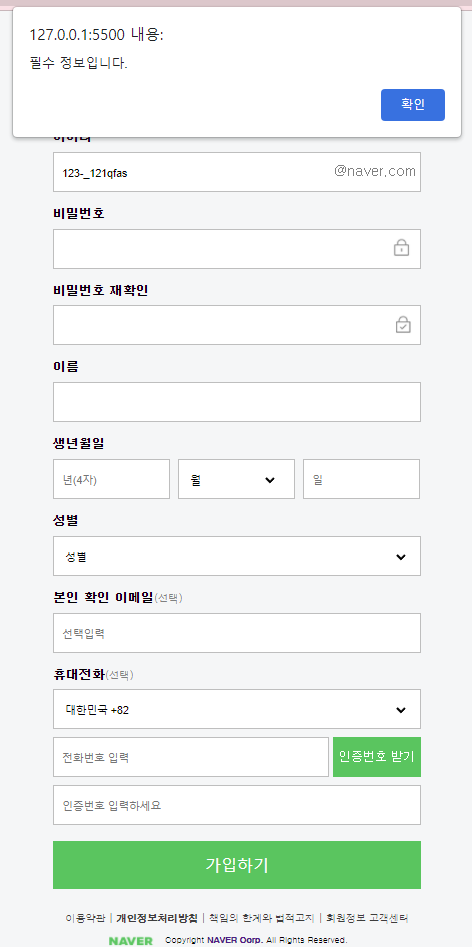 127.0.0.1:5500 내용:
필수 정보입니다.
확인
123-_121qfas @naver.com
비밀번호
비밀번호 재확인
이름
생년월일
년(4자) 월 일
성별
성별
본인 확인 이메일(선택)
선택입력
휴대전화(선택)
대한민국 +82
전화번호 입력 인증번호 받기
인증번호 입력하세요
가입하기
이용약관 | 개인정보처리방침 | 책임의 한계와 법적고지 | 회원정보 고객센터
NAVER Copyright NAVER Corp. All Rights Reserved.